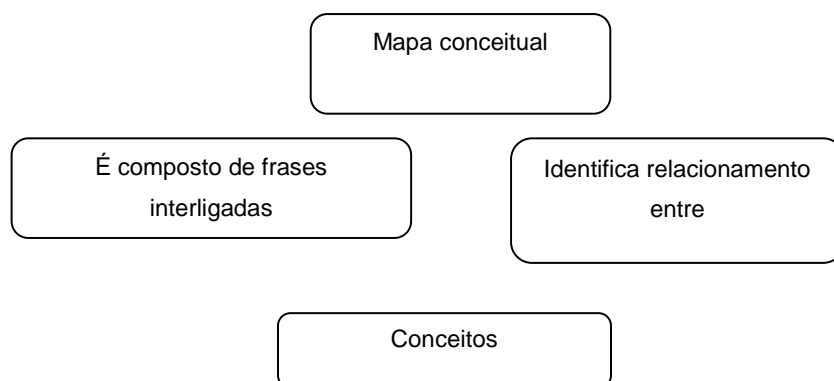 Mapa conceitual
É composto de frases
interligadas
Identifica relacionamento
entre
Conceitos